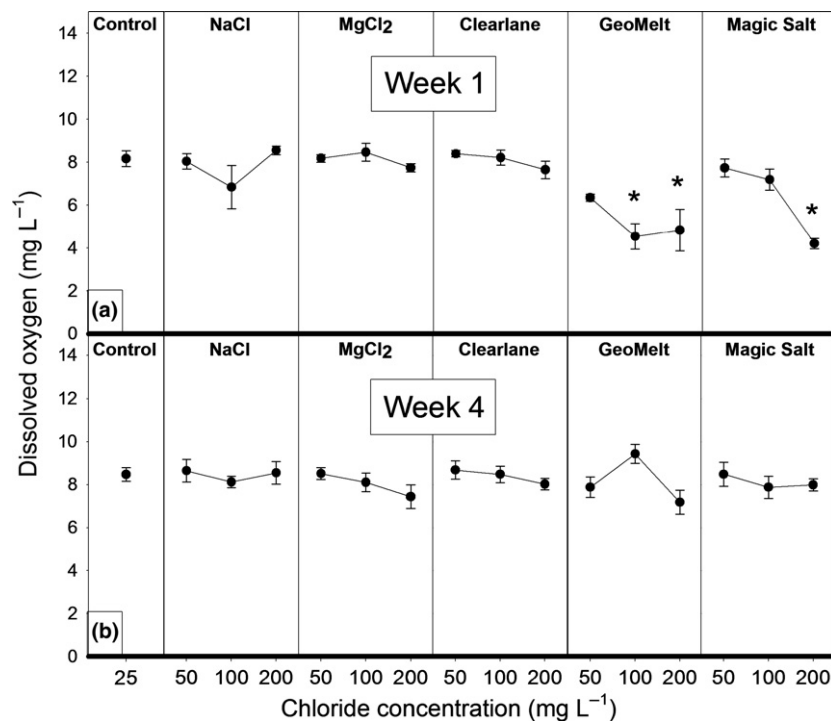 Control NaCl MgCl₂ Clearlane GeoMelt Magic Salt
Week 1
14
12
10
8
6
* *
*
4
2
(a)
0
Control NaCl MgCl₂ Clearlane GeoMelt Magic Salt
Week 4
14
12
10
8
6
4
2
(b)
0
25 50 100 200 50 100 200 50 100 200 50 100 200 50 100 200
Chloride concentration (mg L⁻¹)
Dissolved oxygen (mg L⁻¹)